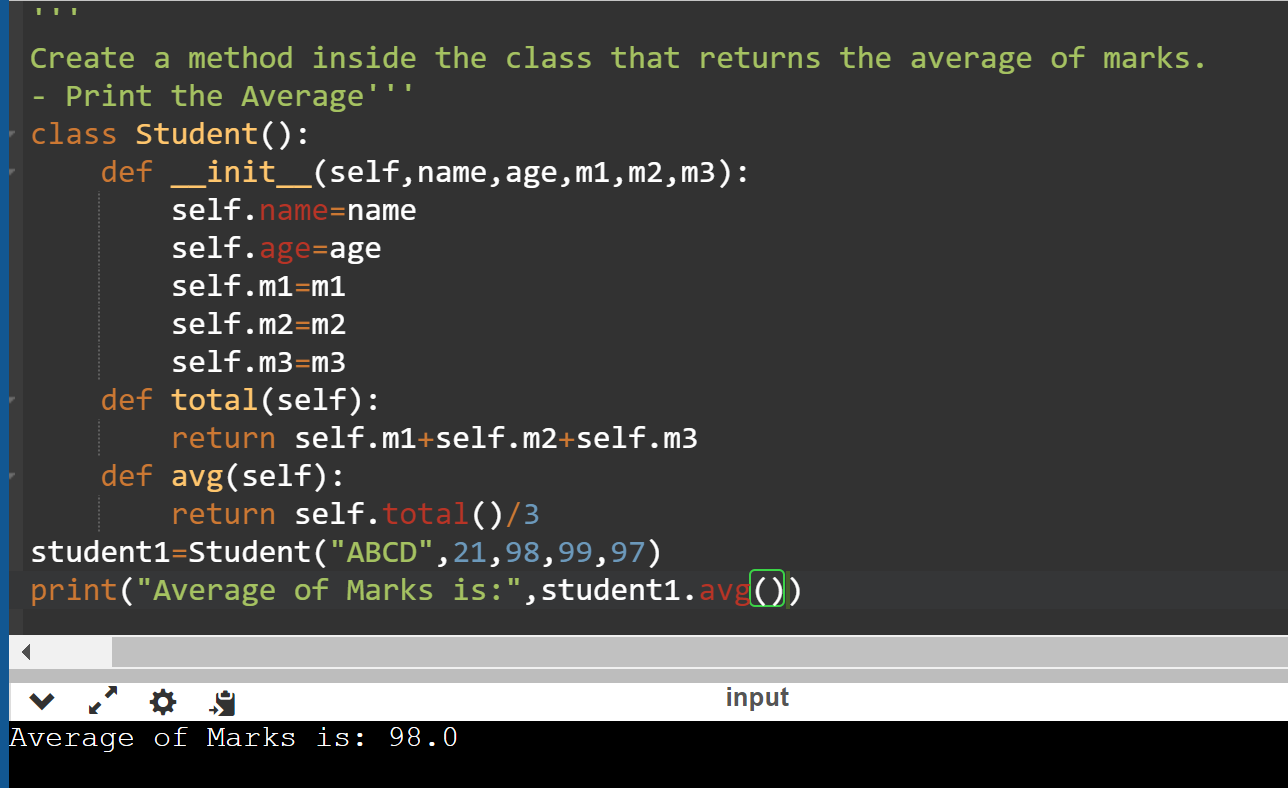 '''
Create a method inside the class that returns the average of marks.
- Print the Average'''
class Student():
    def __init__(self,name,age,m1,m2,m3):
        self.name=name
        self.age=age
        self.m1=m1
        self.m2=m2
        self.m3=m3
    def total(self):
        return self.m1+self.m2+self.m3
    def avg(self):
        return self.total()/3
student1=Student("ABCD",21,98,99,97)
print("Average of Marks is:",student1.avg())
input
Average of Marks is: 98.0